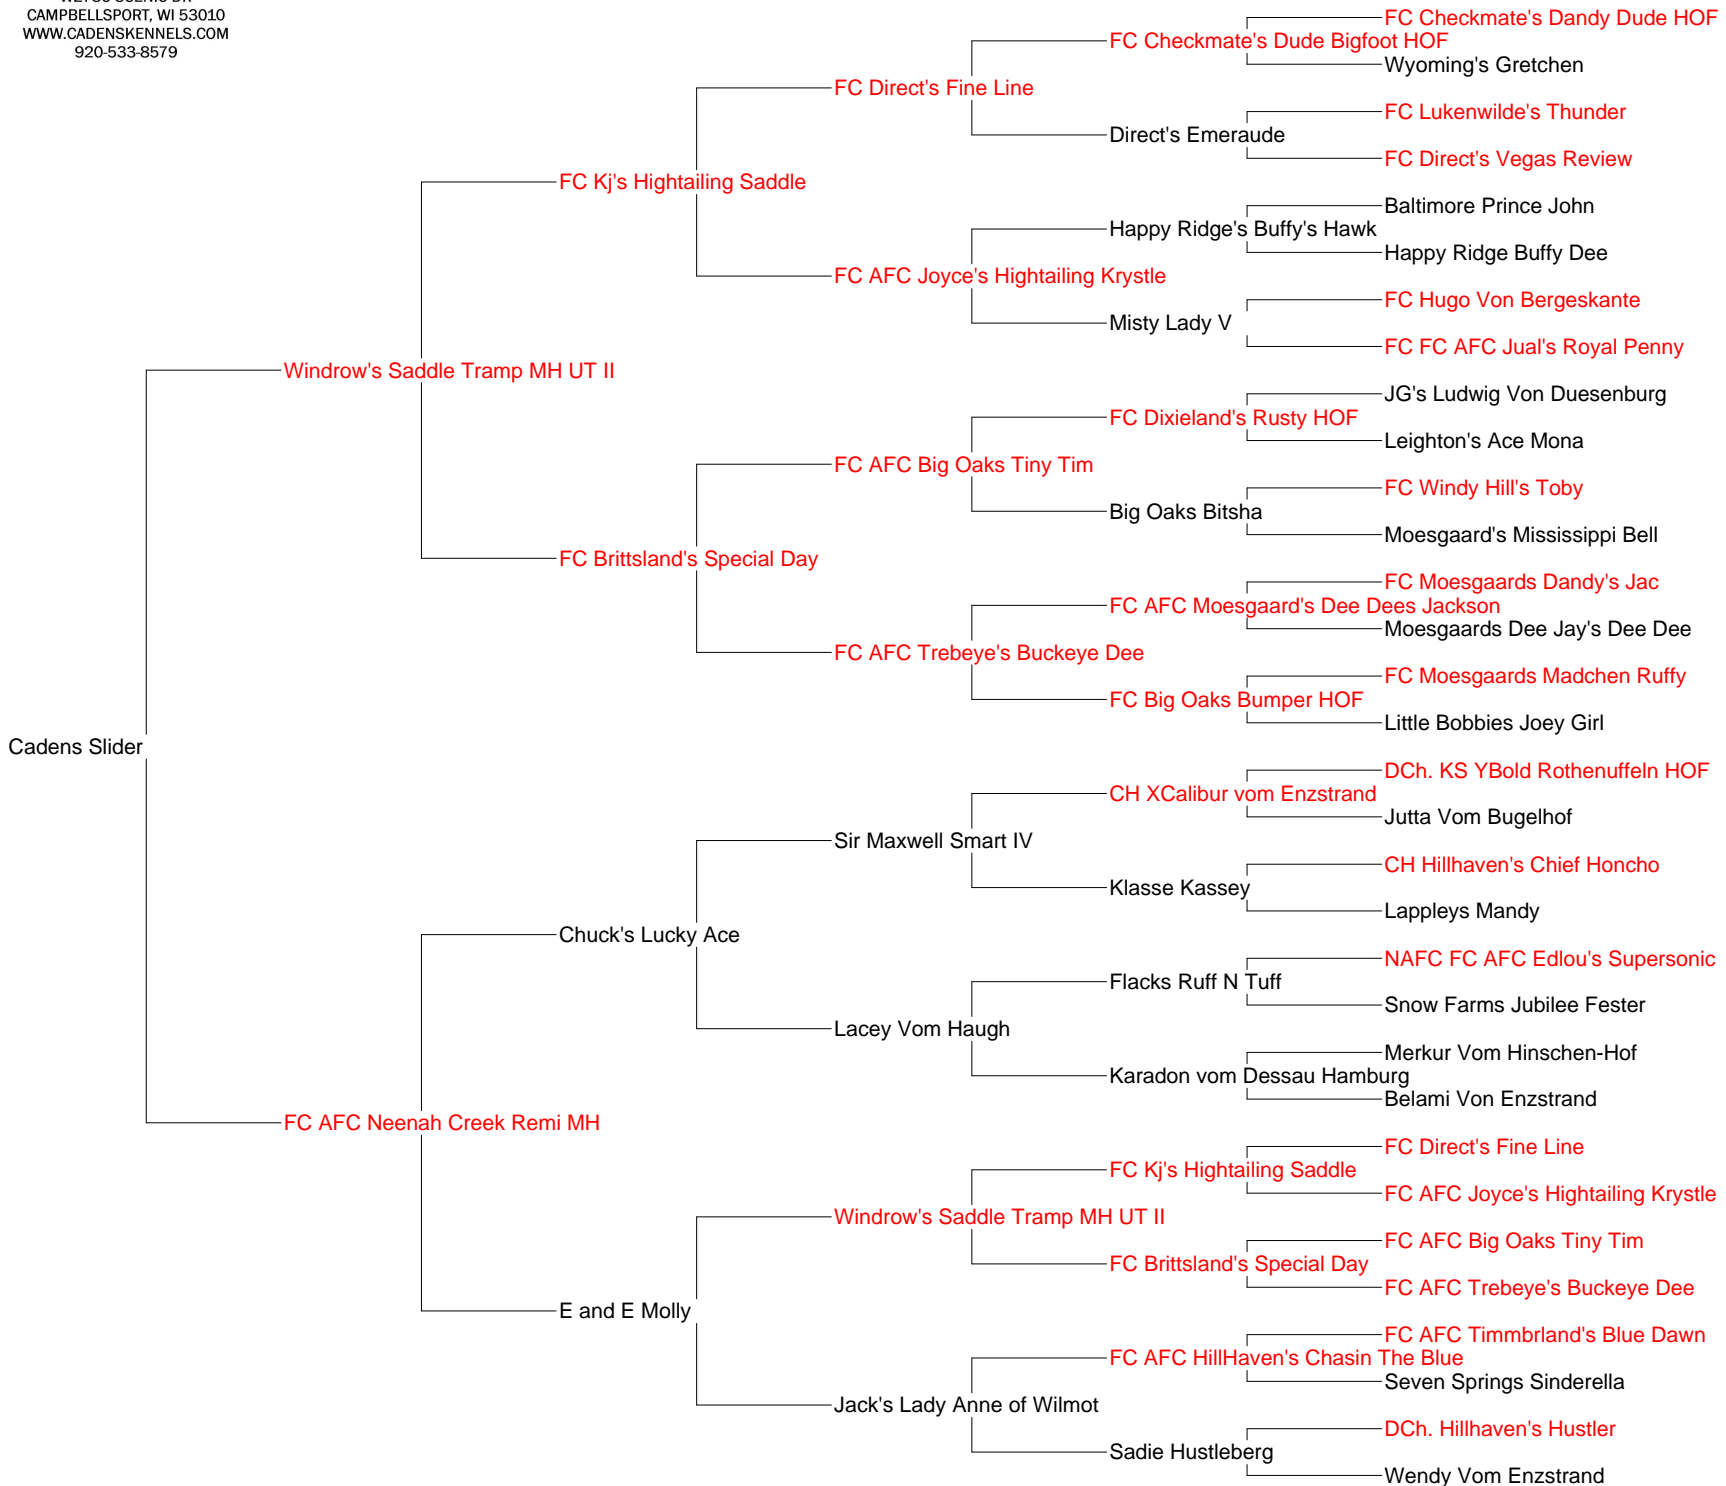 CAMPBELLSPORT, WI 53010
WWW.CADENSKENNELS.COM
920-533-8579
FC Checkmate's Dandy Dude HOF
FC Checkmate's Dude Bigfoot HOF
Wyoming's Gretchen
FC Direct's Fine Line
FC Lukenwilde's Thunder
Direct's Emeraude
FC Direct's Vegas Review
FC Kj's Hightailing Saddle
Baltimore Prince John
Happy Ridge's Buffy's Hawk
Happy Ridge Buffy Dee
FC AFC Joyce's Hightailing Krystle
FC Hugo Von Bergeskante
Misty Lady V
FC FC AFC Jual's Royal Penny
Windrow's Saddle Tramp MH UT II
JG's Ludwig Von Duesenburg
FC Dixieland's Rusty HOF
Leighton's Ace Mona
FC AFC Big Oaks Tiny Tim
FC Windy Hill's Toby
Big Oaks Bitsha
Moesgaard's Mississippi Bell
FC Brittsland's Special Day
FC Moesgaards Dandy's Jac
FC AFC Moesgaard's Dee Dees Jackson
Moesgaards Dee Jay's Dee Dee
FC AFC Trebeye's Buckeye Dee
FC Moesgaards Madchen Ruffy
FC Big Oaks Bumper HOF
Little Bobbies Joey Girl
Cadens Slider
DCh. KS YBold Rothenuffeln HOF
CH XCalibur vom Enzstrand
Jutta Vom Bugelhof
Sir Maxwell Smart IV
CH Hillhaven's Chief Honcho
Klasse Kassey
Lappleys Mandy
Chuck's Lucky Ace
NAFC FC AFC Edlou's Supersonic
Flacks Ruff N Tuff
Snow Farms Jubilee Fester
Lacey Vom Haugh
Merkur Vom Hinschen-Hof
Karadon vom Dessau Hamburg
Belami Von Enzstrand
FC AFC Neenah Creek Remi MH
FC Direct's Fine Line
FC Kj's Hightailing Saddle
FC AFC Joyce's Hightailing Krystle
Windrow's Saddle Tramp MH UT II
FC AFC Big Oaks Tiny Tim
FC Brittsland's Special Day
FC AFC Trebeye's Buckeye Dee
E and E Molly
FC AFC Timmbrland's Blue Dawn
FC AFC HillHaven's Chasin The Blue
Seven Springs Sinderella
Jack's Lady Anne of Wilmot
DCh. Hillhaven's Hustler
Sadie Hustleberg
Wendy Vom Enzstrand